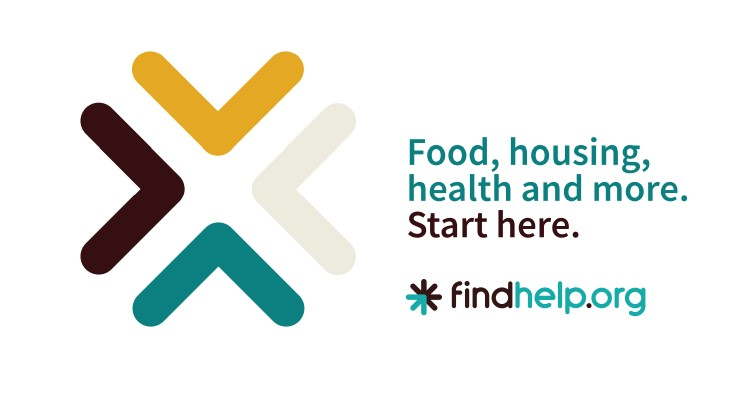 Food, housing,
health and more.
Start here.
findhelp.org